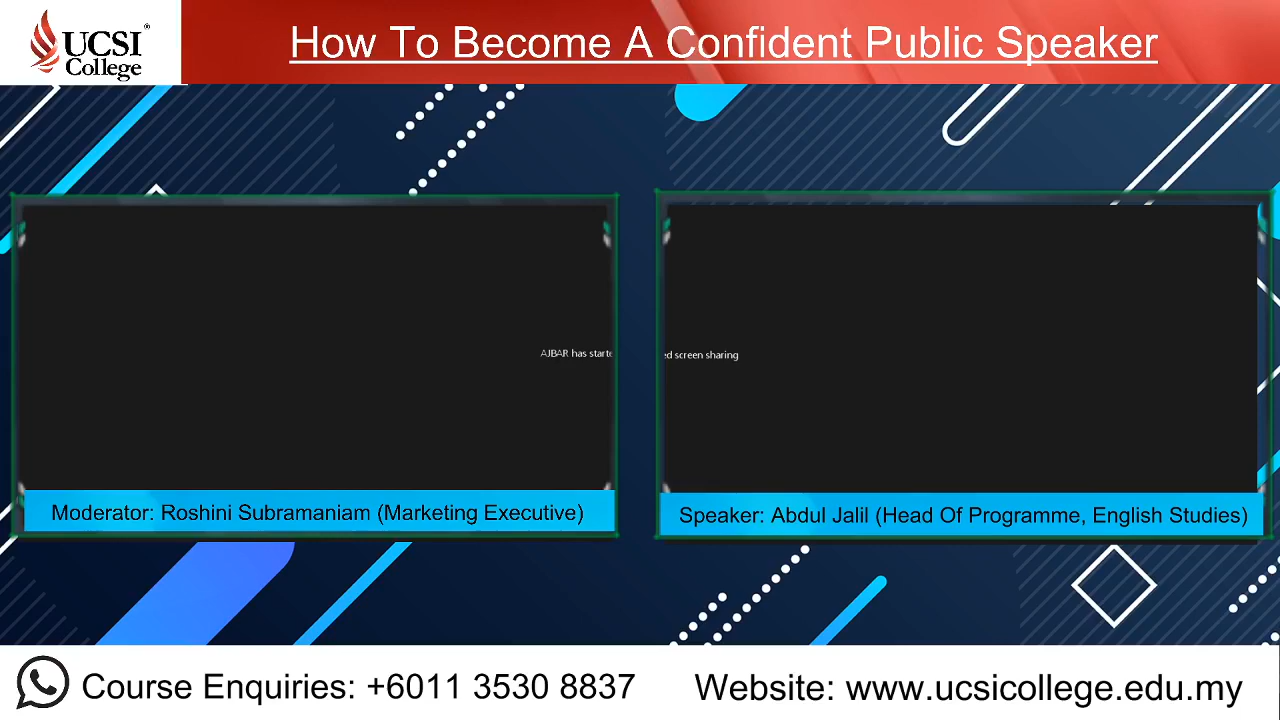 UCSI
College
How To Become A Confident Public Speaker
AJBAR has starte
ed screen sharing
Moderator: Roshini Subramaniam (Marketing Executive)
Speaker: Abdul Jalil (Head Of Programme, English Studies)
Course Enquiries: +6011 3530 8837
Website: www.ucsicollege.edu.my